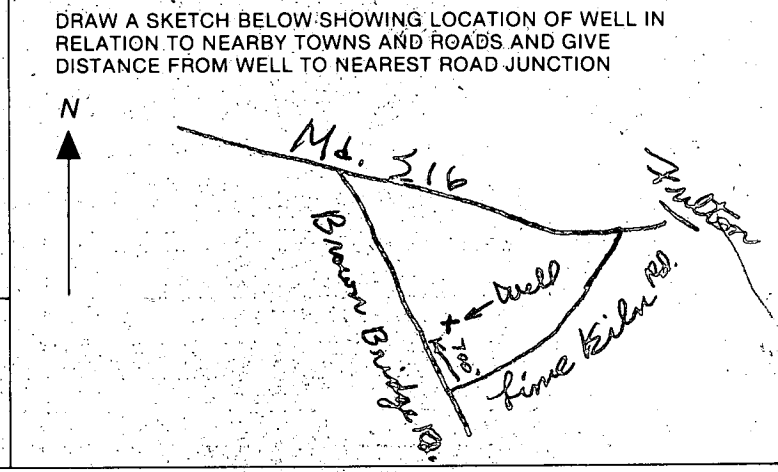 DRAW A SKETCH BELOW SHOWING LOCATION OF WELL IN
RELATION TO NEARBY TOWNS AND ROADS AND GIVE
DISTANCE FROM WELL TO NEAREST ROAD JUNCTION
N
Md. 216
Fulton
Brown Bridge Rd.
Well
700'
Lime Kiln Rd.